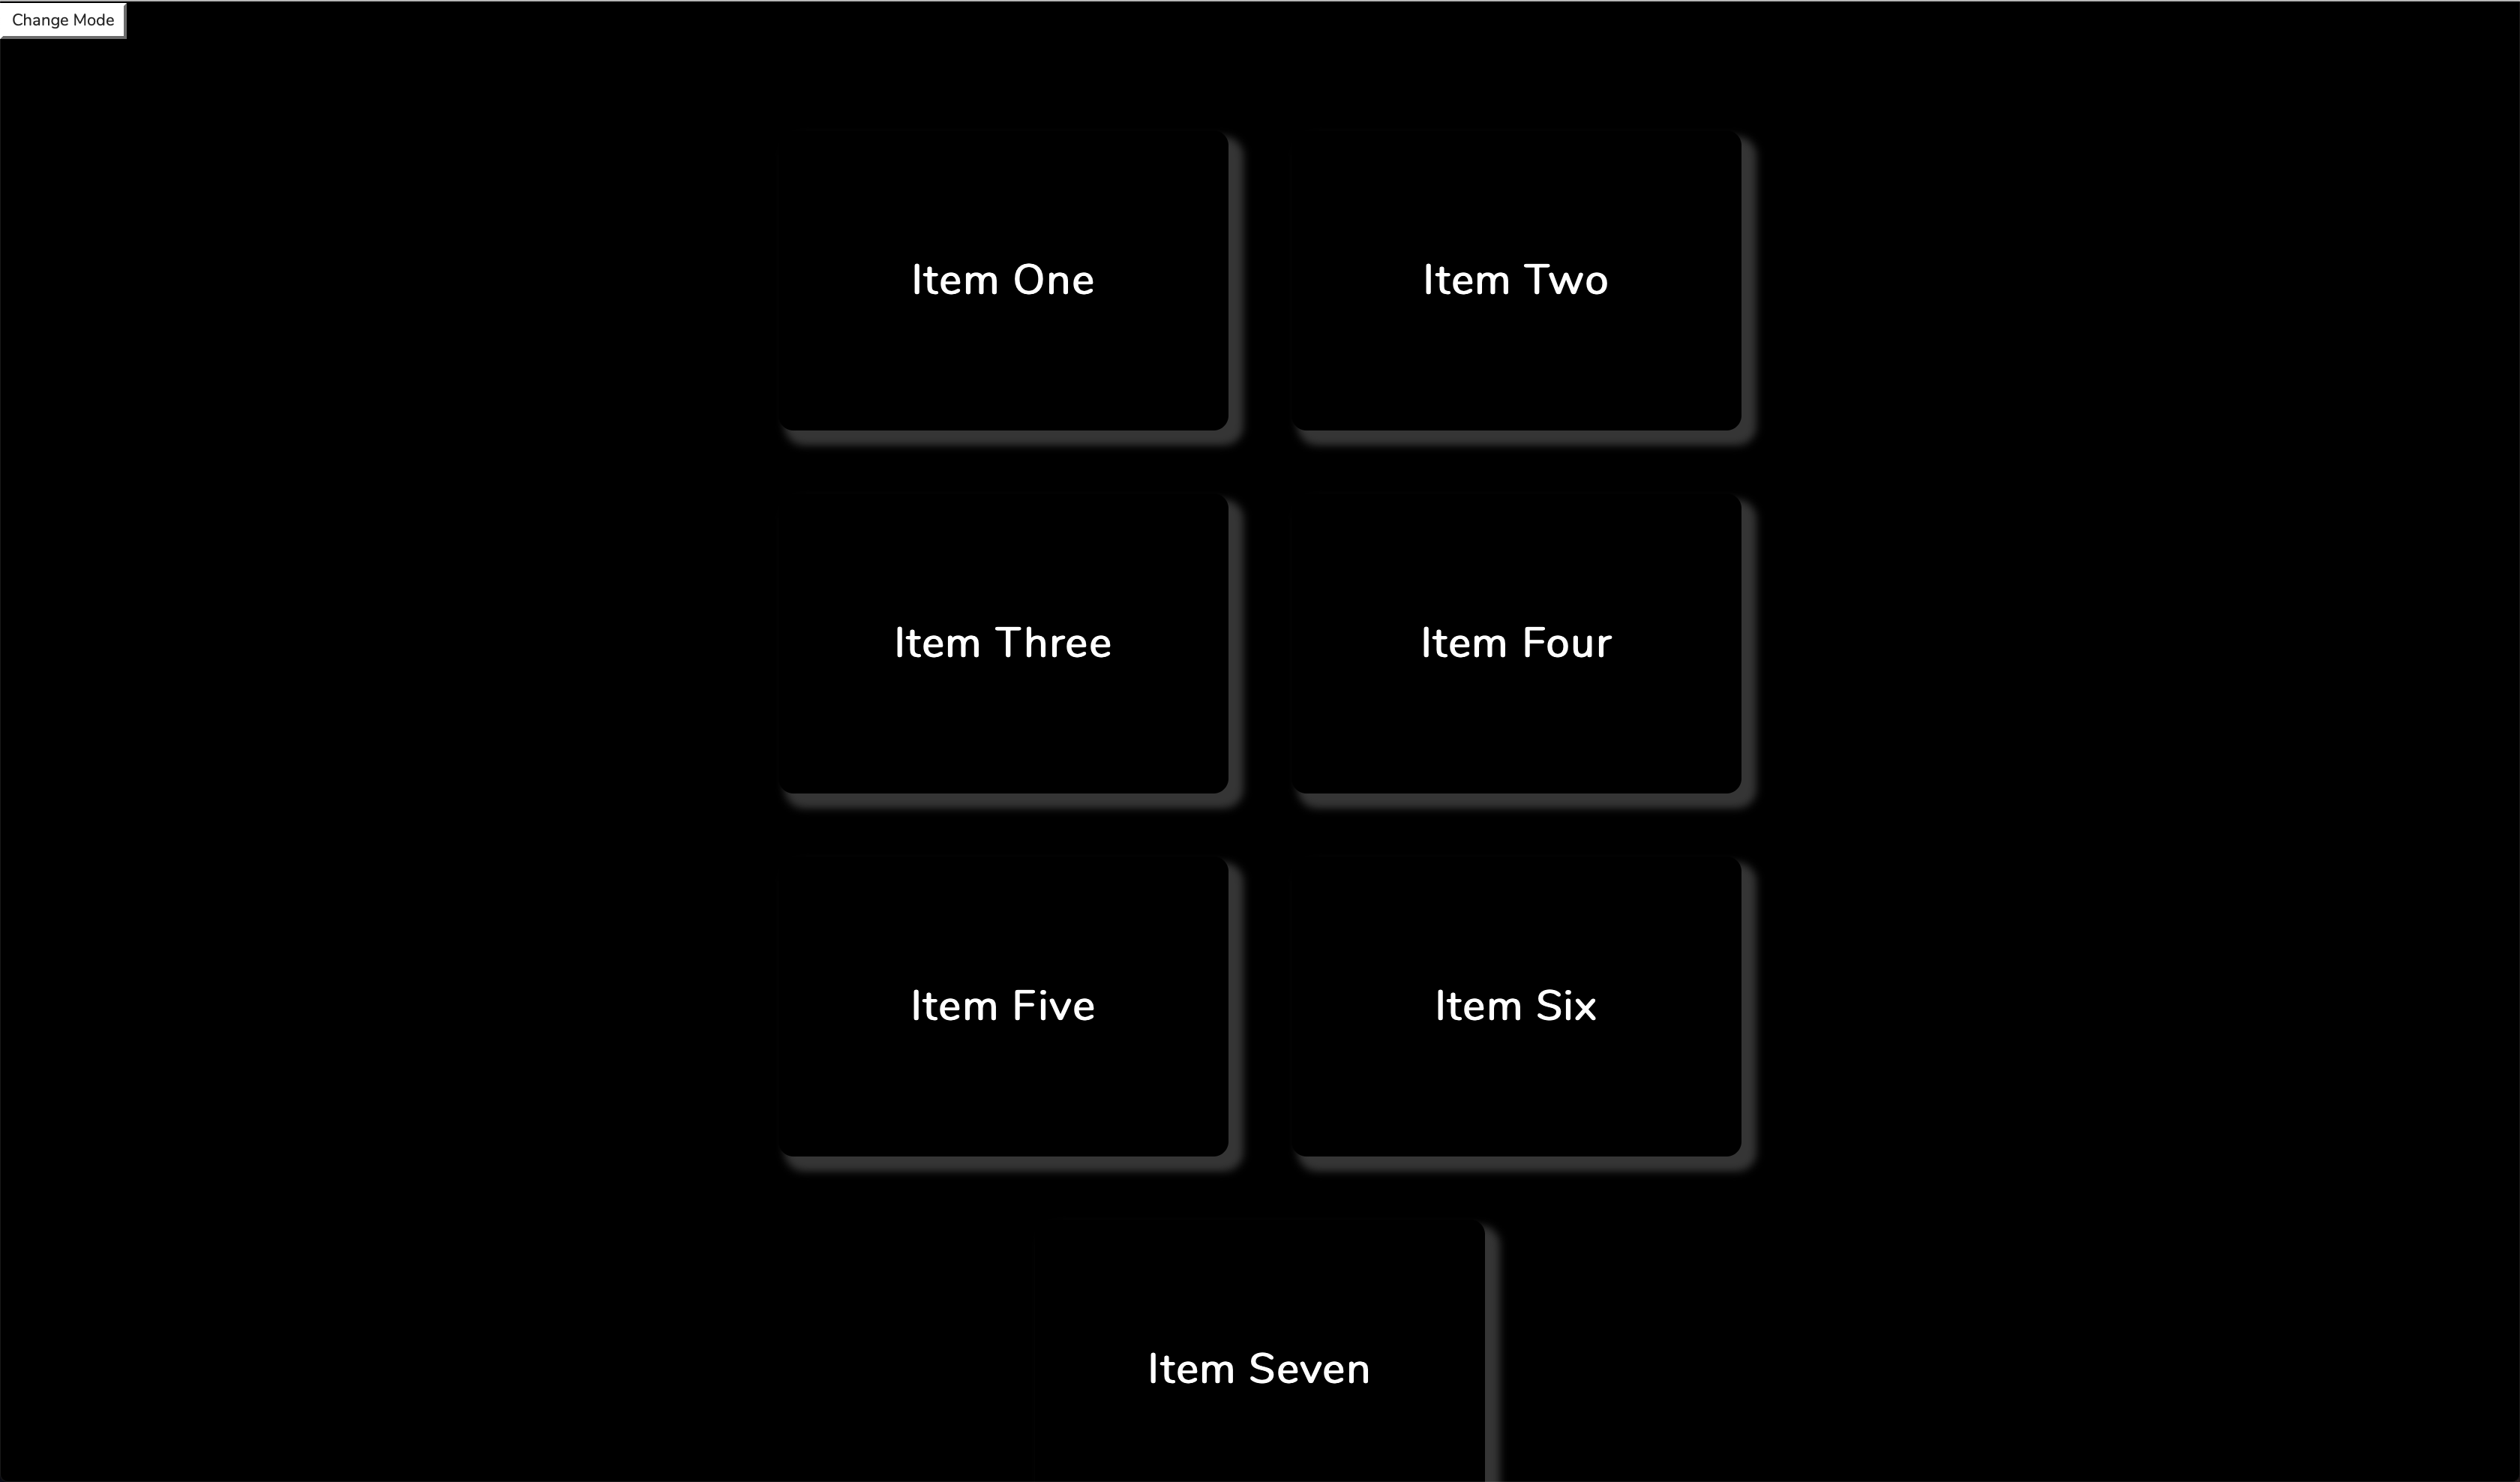 Change Mode
Item One
Item Two
Item Three
Item Four
Item Five
Item Six
Item Seven